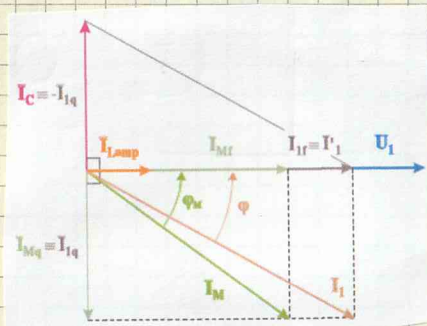 I_C ≡ -I_1q
I_Lamp
I_Mf
I_1f ≡ I'_1
U_1
φ_M
φ
I_Mq ≡ I_1q
I_M
I_1